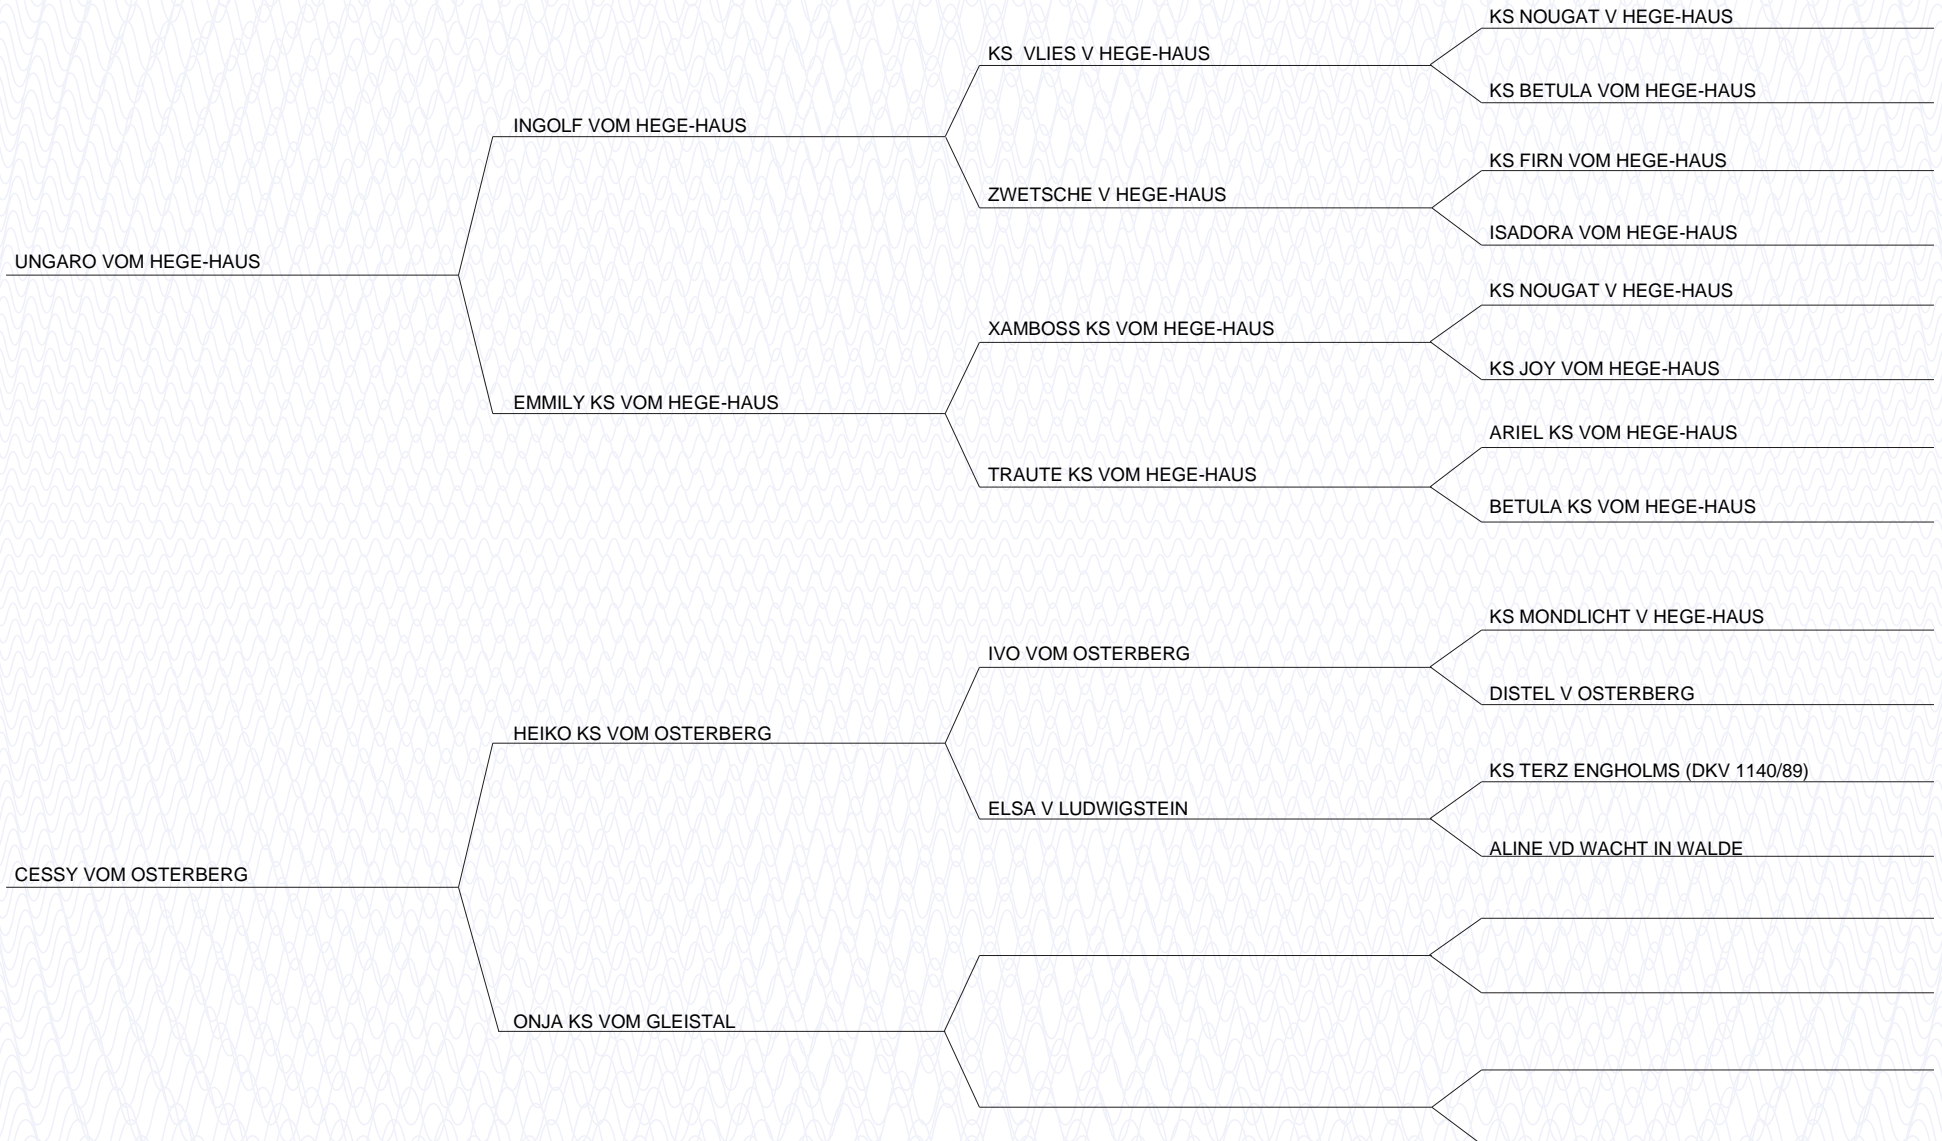 KS NOUGAT V HEGE-HAUS
KS  VLIES V HEGE-HAUS
KS BETULA VOM HEGE-HAUS
INGOLF VOM HEGE-HAUS
KS FIRN VOM HEGE-HAUS
ZWETSCHE V HEGE-HAUS
ISADORA VOM HEGE-HAUS
UNGARO VOM HEGE-HAUS
KS NOUGAT V HEGE-HAUS
XAMBOSS KS VOM HEGE-HAUS
KS JOY VOM HEGE-HAUS
EMMILY KS VOM HEGE-HAUS
ARIEL KS VOM HEGE-HAUS
TRAUTE KS VOM HEGE-HAUS
BETULA KS VOM HEGE-HAUS
KS MONDLICHT V HEGE-HAUS
IVO VOM OSTERBERG
DISTEL V OSTERBERG
HEIKO KS VOM OSTERBERG
KS TERZ ENGHOLMS (DKV 1140/89)
ELSA V LUDWIGSTEIN
ALINE VD WACHT IN WALDE
CESSY VOM OSTERBERG
ONJA KS VOM GLEISTAL